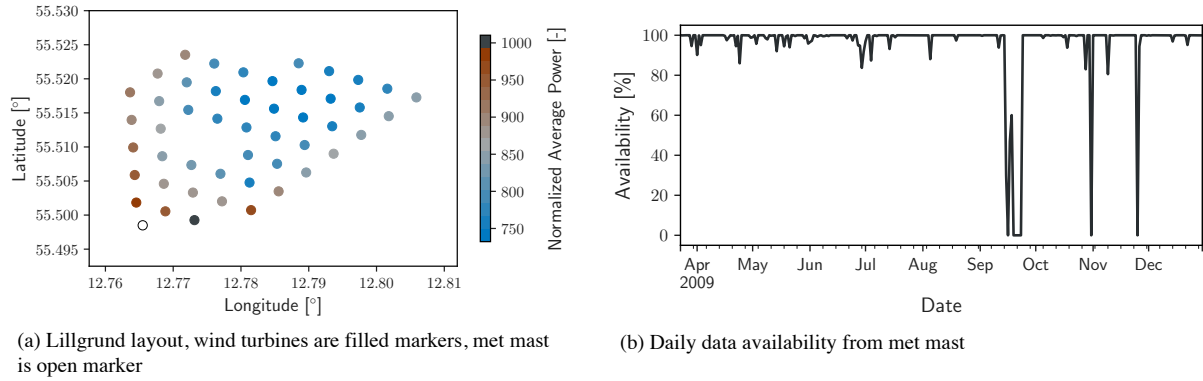 55.530
55.525
55.520
55.515
55.510
55.505
55.500
55.495
Latitude [°]
12.76 12.77 12.78 12.79 12.80 12.81
Longitude [°]
1000
950
900
850
800
750
Normalized Average Power [-]
(a) Lillgrund layout, wind turbines are filled markers, met mast
is open marker
100
80
60
40
20
0
Availability [%]
Apr May Jun Jul Aug Sep Oct Nov Dec
2009
Date
(b) Daily data availability from met mast